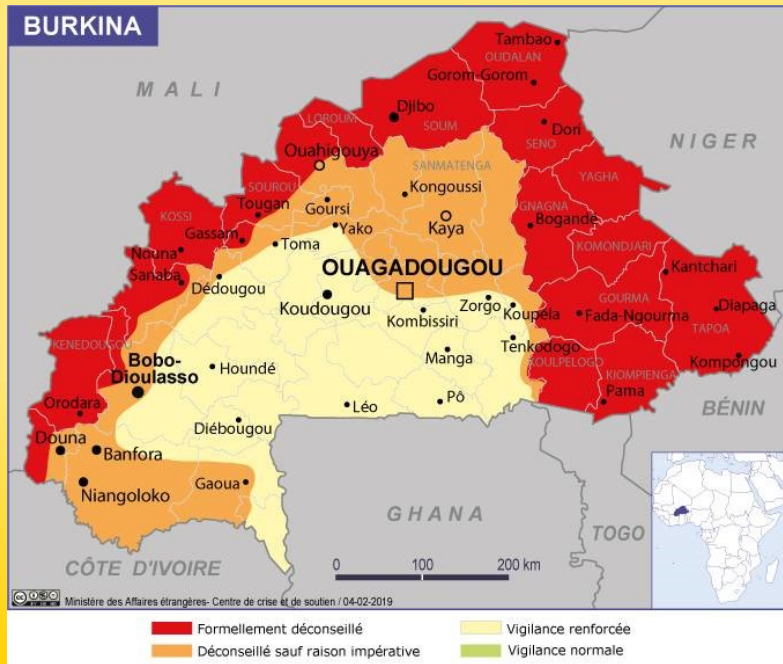 BURKINA
MALI
NIGER
BÉNIN
TOGO
GHANA
CÔTE D'IVOIRE
Tambao
OUDALAN
Gorom-Gorom
Djibo
LOROUM
SOUM
Dori
SENO
Ouahigouya
SANMATENGA
YAGHA
SOUROU
Kongoussi
Tougan
Goursi
GNAGNA
KOSSI
Kaya
Bogandé
Gassam
Yako
KOMONDJARI
Nouna
Toma
Kantchari
Sanaba
OUAGADOUGOU
Dédougou
Koudougou
Zorgo
GOURMA
Diapaga
Kombissiri
Koupéla
Fada-Ngourma
TAPOA
KENEDOUGOU
Tenkodogo
Bobo-
Dioulasso
Houndé
Manga
KOULPELOGO
Kompongou
KIOMPIENGA
Pama
Orodara
Léo
Pô
Diébougou
Douna
Banfora
Niangoloko
Gaoua
0 100 200 km
cc
Ministère des Affaires étrangères- Centre de crise et de soutien / 04-02-2019
Formellement déconseillé
Vigilance renforcée
Déconseillé sauf raison impérative
Vigilance normale